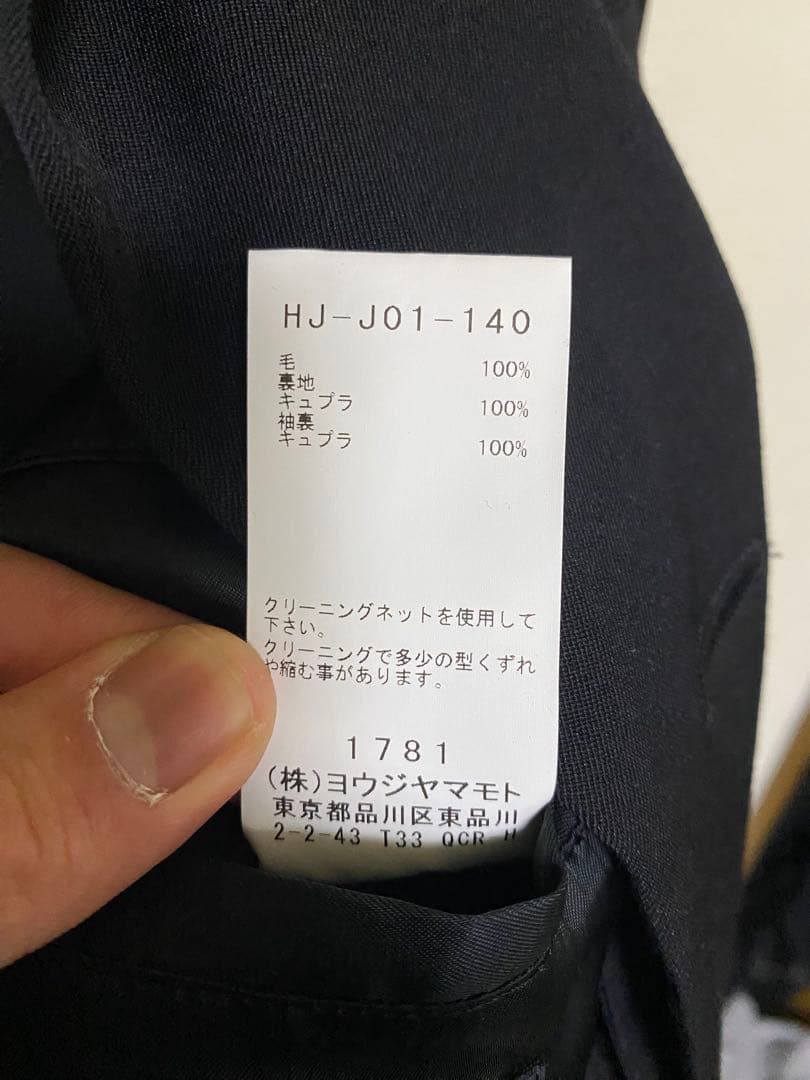 HJ-J01-140
毛 100%
裏地
キュプラ 100%
袖裏
キュプラ 100%
クリーニングネットを使用して
下さい。
クリーニングで多少の型くずれ
や縮む事があります。
1781
(株)ヨウジヤマモト
東京都品川区東品川
2-2-43 T33 QCR H